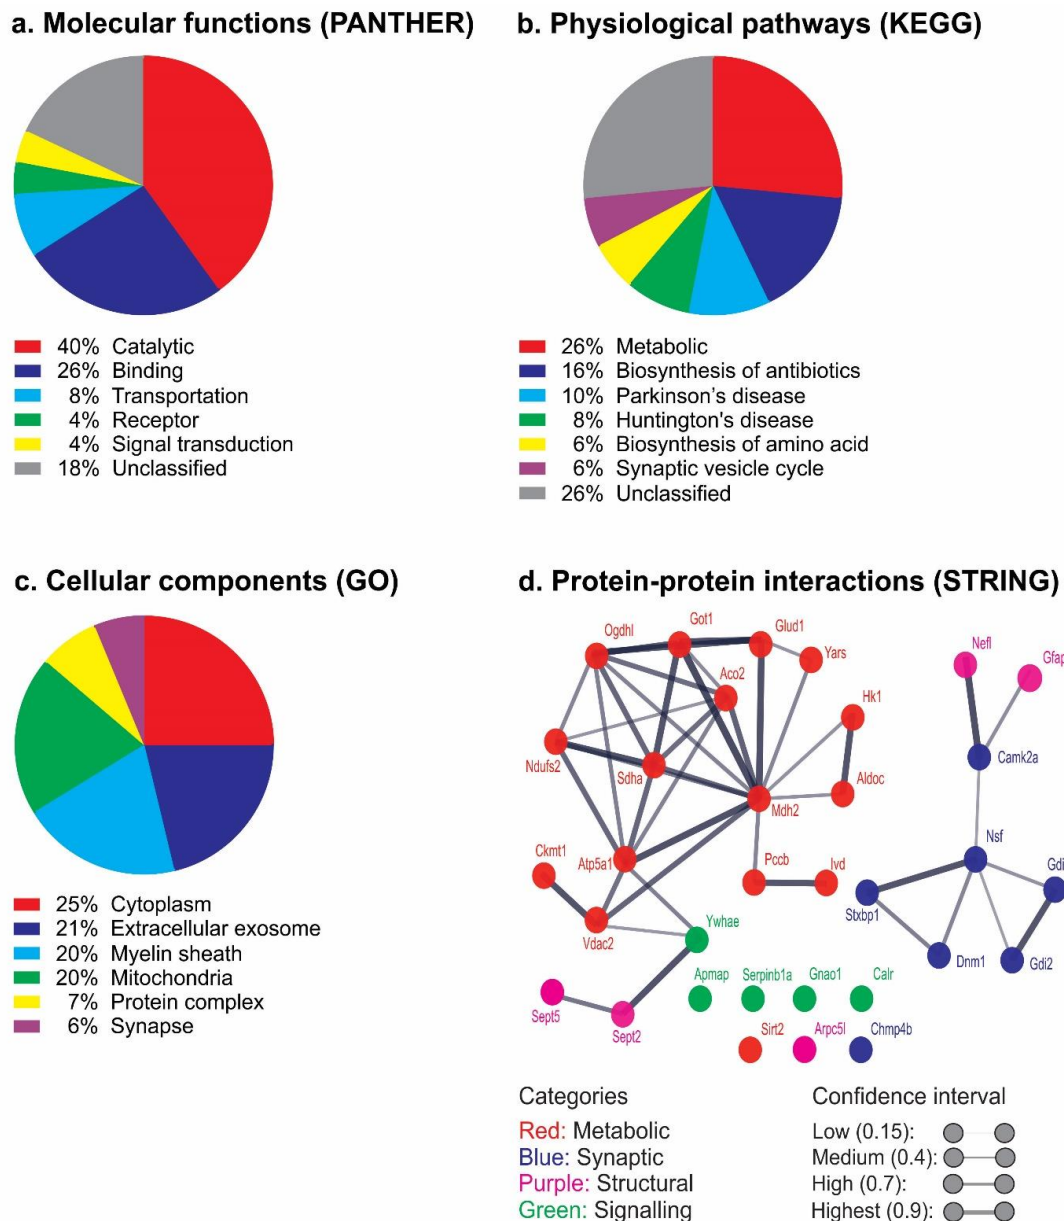 a. Molecular functions (PANTHER)
40% Catalytic
26% Binding
8% Transportation
4% Receptor
4% Signal transduction
18% Unclassified
b. Physiological pathways (KEGG)
26% Metabolic
16% Biosynthesis of antibiotics
10% Parkinson's disease
8% Huntington's disease
6% Biosynthesis of amino acid
6% Synaptic vesicle cycle
26% Unclassified
c. Cellular components (GO)
25% Cytoplasm
21% Extracellular exosome
20% Myelin sheath
20% Mitochondria
7% Protein complex
6% Synapse
d. Protein-protein interactions (STRING)
Ogdhl
Got1
Glud1
Yars
Nefl
Gfap
Aco2
Hk1
Ndufs2
Sdha
Camk2a
Aldoc
Mdh2
Nsf
Ckmt1
Atp5a1
Pccb
Ivd
Gdi
Stxbp1
Vdac2
Ywhae
Dnm1
Gdi2
Apmap
Serpinb1a
Gnao1
Calr
Sept5
Sept2
Sirt2
Arpc5l
Chmp4b
Categories
Red: Metabolic
Blue: Synaptic
Purple: Structural
Green: Signalling
Confidence interval
Low (0.15):
Medium (0.4):
High (0.7):
Highest (0.9):